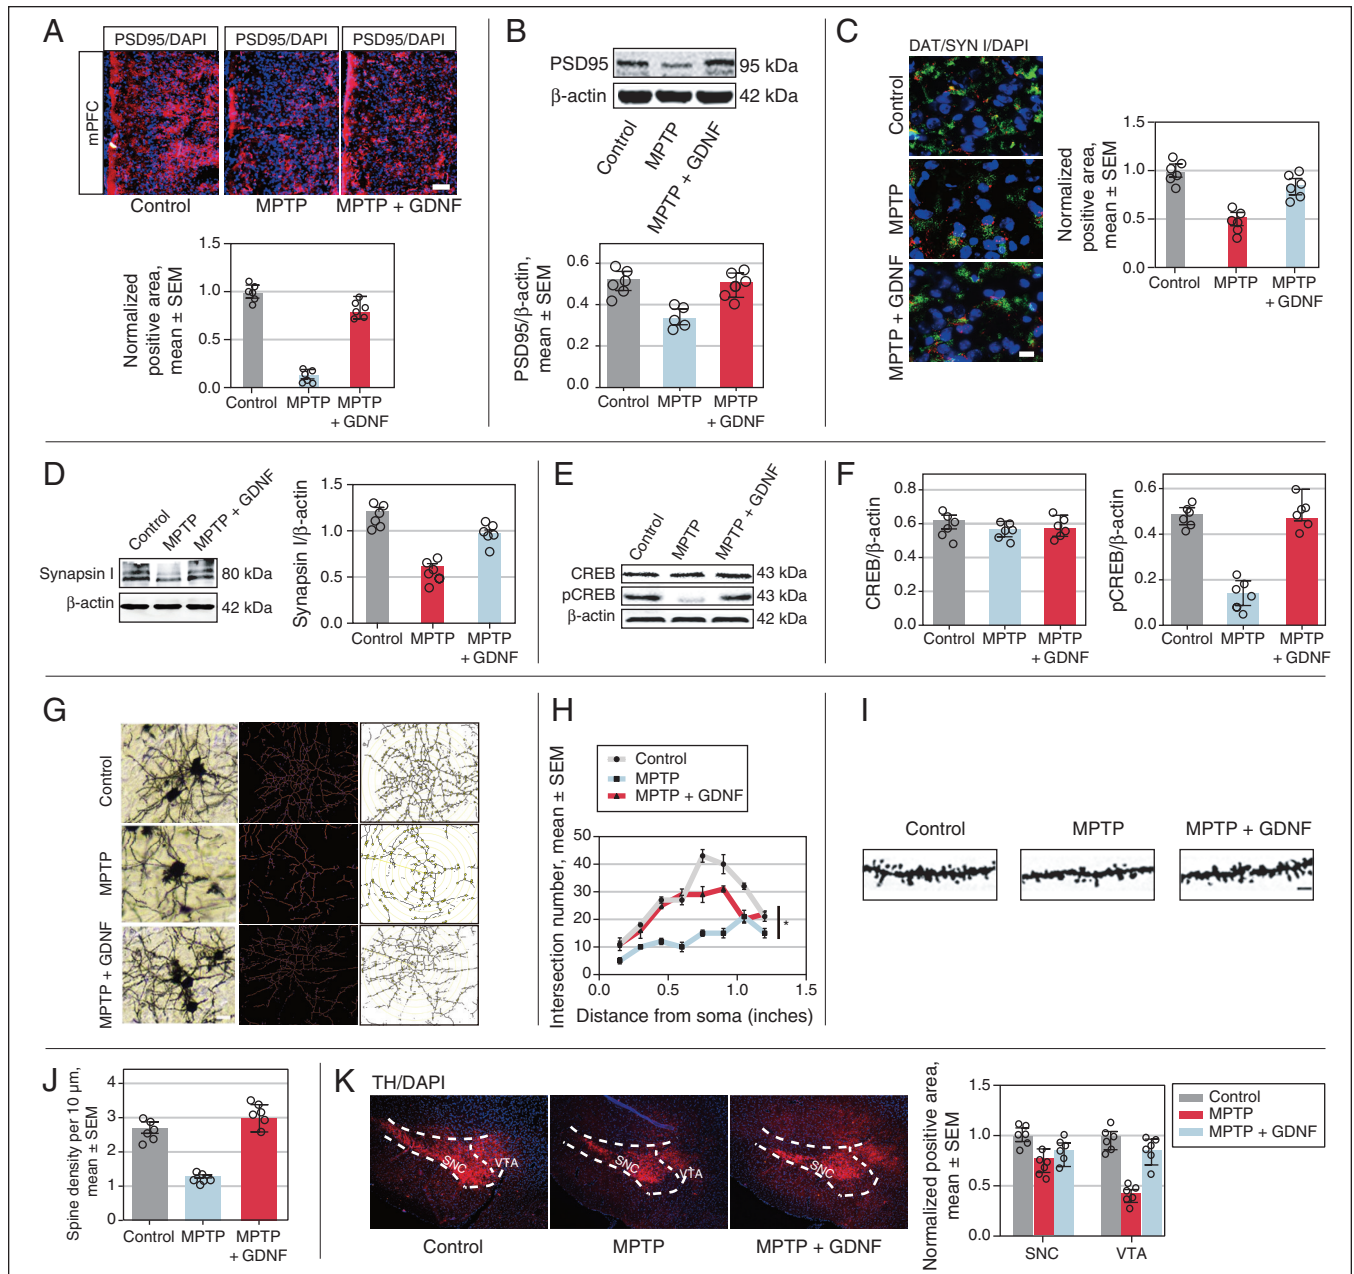 A
PSD95/DAPI PSD95/DAPI PSD95/DAPI
mPFC
Control MPTP MPTP + GDNF
Normalized
positive area,
mean ± SEM
1.5
1.0
0.5
0.0
Control MPTP MPTP
+ GDNF
B
PSD95 95 kDa
β-actin 42 kDa
Control
MPTP
MPTP + GDNF
PSD95/β-actin,
mean ± SEM
0.6
0.4
0.2
0.0
Control MPTP MPTP
+ GDNF
C
DAT/SYN I/DAPI
Control
MPTP
MPTP + GDNF
Normalized
positive area,
mean ± SEM
1.5
1.0
0.5
0.0
Control MPTP MPTP
+ GDNF
D
Control
MPTP
MPTP + GDNF
Synapsin I 80 kDa
β-actin 42 kDa
Synapsin I/β-actin
1.5
1.0
0.5
0.0
Control MPTP MPTP
+ GDNF
E
Control
MPTP
MPTP + GDNF
CREB 43 kDa
pCREB 43 kDa
β-actin 42 kDa
F
CREB/β-actin
0.8
0.6
0.4
0.2
0.0
Control MPTP MPTP
+ GDNF
pCREB/β-actin
0.6
0.4
0.2
0.0
Control MPTP MPTP
+ GDNF
G
Control
MPTP
MPTP + GDNF
H
Control
MPTP
MPTP + GDNF
Intersection number, mean ± SEM
50
40
30
20
10
0
*
0.0 0.5 1.0 1.5
Distance from soma (inches)
I
Control MPTP MPTP + GDNF
J
Spine density per 10 µm,
mean ± SEM
4
3
2
1
0
Control MPTP MPTP
+ GDNF
K
TH/DAPI
SNC VTA
SNC VTA
SNC
Control MPTP MPTP + GDNF
Normalized positive area,
mean ± SEM
1.5
1.0
0.5
0.0
SNC VTA
Control
MPTP
MPTP + GDNF